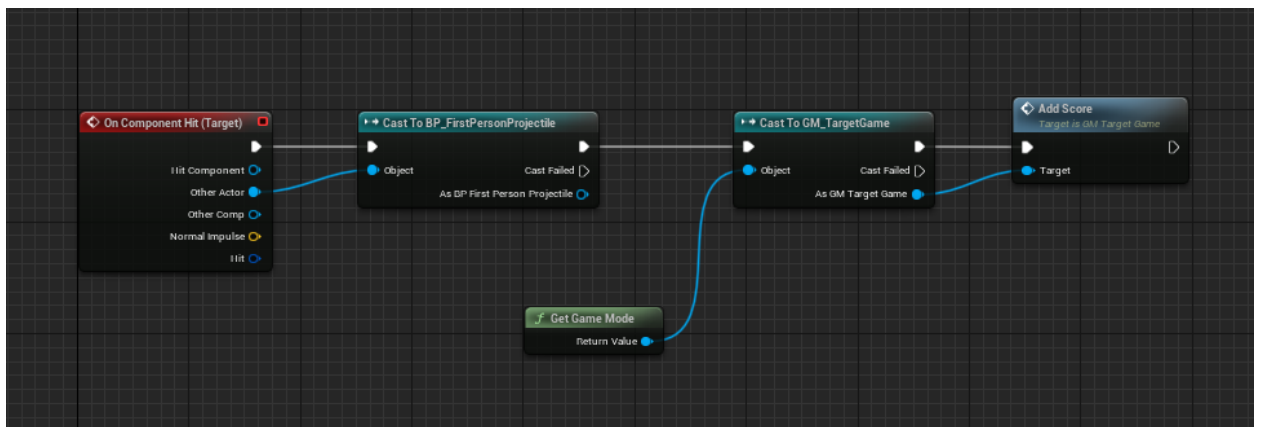 On Component Hit (Target)
Hit Component
Other Actor
Other Comp
Normal Impulse
Hit
Cast To BP_FirstPersonProjectile
Object
Cast Failed
As BP First Person Projectile
Cast To GM_TargetGame
Object
Cast Failed
As GM Target Game
Add Score
Target is GM Target Game
Target
f Get Game Mode
Return Value